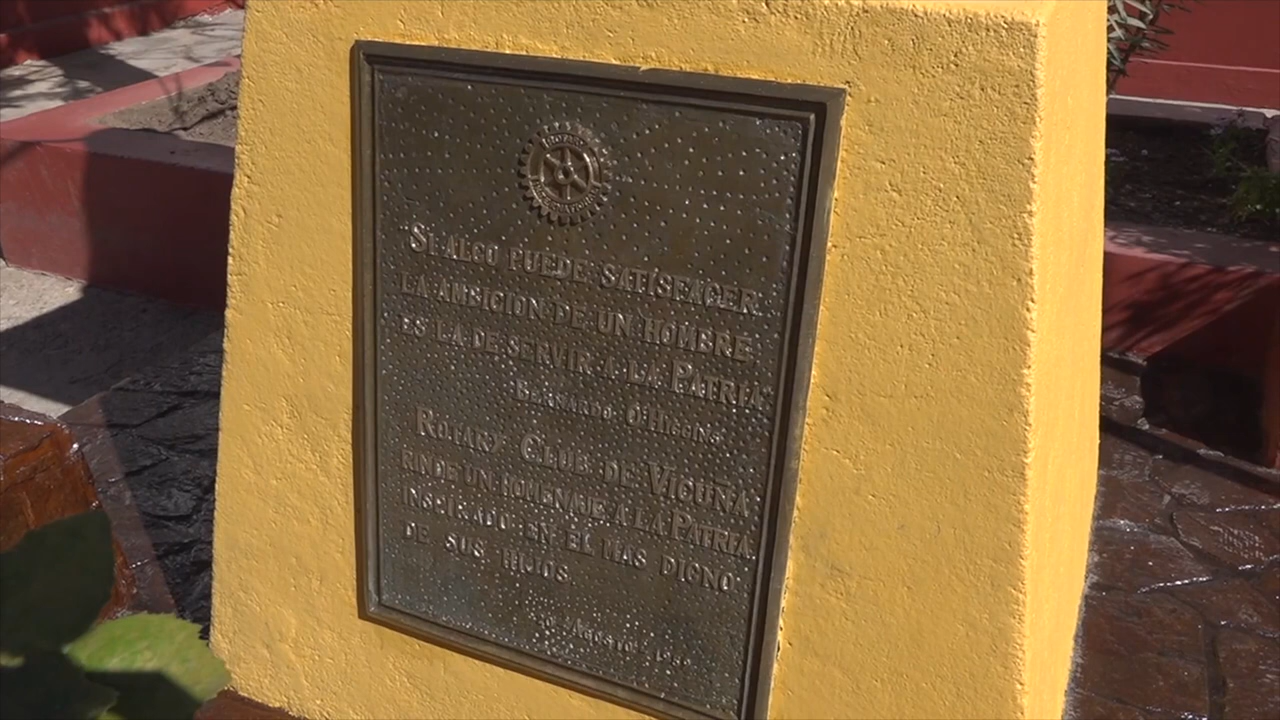 SI ALGO PUEDE SATISFACER
LA AMBICION DE UN HOMBRE,
ES LA DE SERVIR A LA PATRIA
BERNARDO O'HIGGINS
ROTARY CLUB DE VICUÑA
RINDE UN HOMENAJE A LA PATRIA,
INSPIRADO EN EL MAS DIGNO
DE SUS HIJOS.
AGOSTO